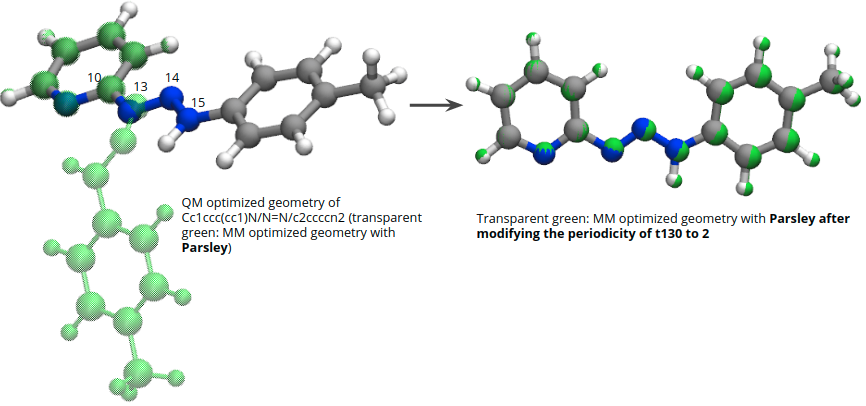 10
13
14
15
QM optimized geometry of
Cc1ccc(cc1)N/N=N/c2ccccn2 (transparent
green: MM optimized geometry with
Parsley)
Transparent green: MM optimized geometry with Parsley after
modifying the periodicity of t130 to 2